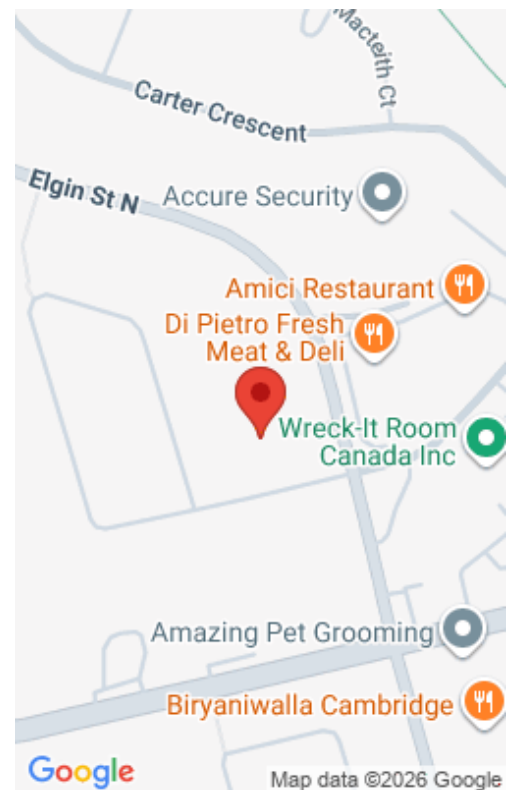 Macteith Ct
Carter Crescent
Elgin St N
Accure Security
Amici Restaurant
Di Pietro Fresh
Meat & Deli
Wreck-It Room
Canada Inc
Amazing Pet Grooming
Biryaniwalla Cambridge
Google
Map data ©2026 Google